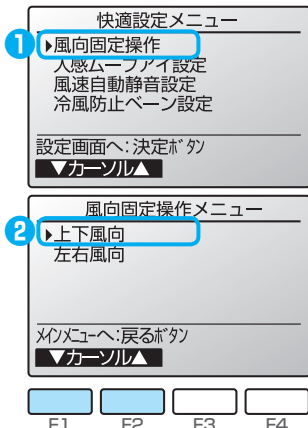 快適設定メニュー
1 ▶風向固定操作
人感ムーブアイ設定
風速自動静音設定
冷風防止ベーン設定
設定画面へ:決定ボタン
▼カーソル▲
風向固定操作メニュー
2 ▶上下風向
左右風向
メインメニューへ:戻るボタン
▼カーソル▲
F1 F2 F3 F4